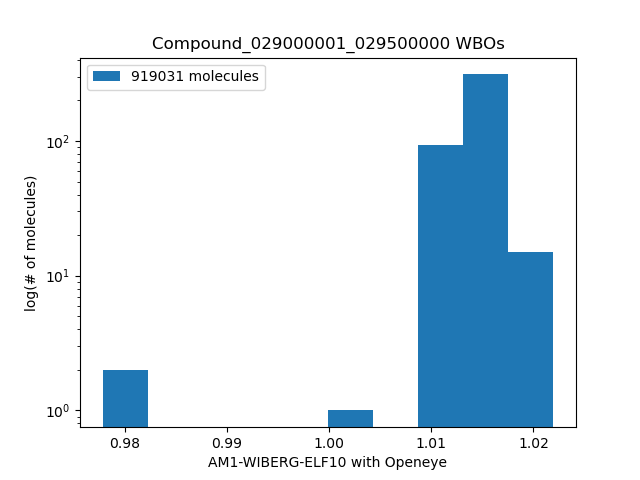 Compound_029000001_029500000 WBOs
919031 molecules
log(# of molecules)
10²
10¹
10⁰
0.98 0.99 1.00 1.01 1.02
AM1-WIBERG-ELF10 with Openeye